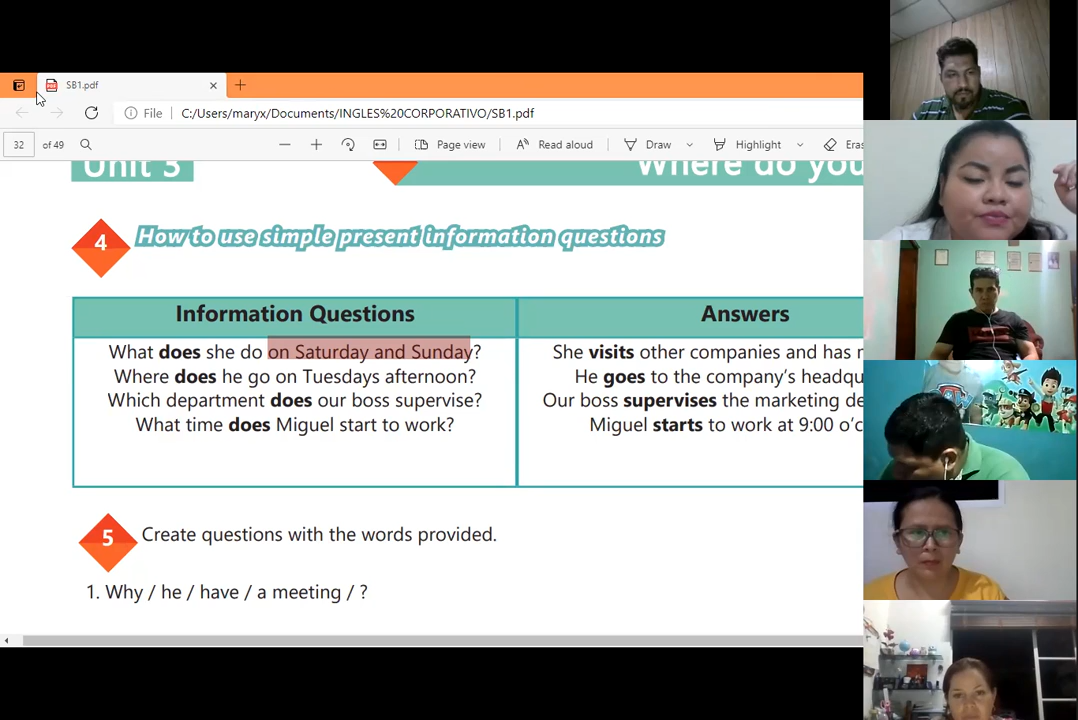 SB1.pdf
File C:/Users/maryx/Documents/INGLES%20CORPORATIVO/SB1.pdf
32 of 49 Page view Read aloud Draw Highlight Eras
Unit 3 Where do you
4 How to use simple present information questions
Information Questions Answers
What does she do on Saturday and Sunday? She visits other companies and has
Where does he go on Tuesdays afternoon? He goes to the company's headqu
Which department does our boss supervise? Our boss supervises the marketing de
What time does Miguel start to work? Miguel starts to work at 9:00 o'c
5 Create questions with the words provided.
1. Why / he / have / a meeting / ?